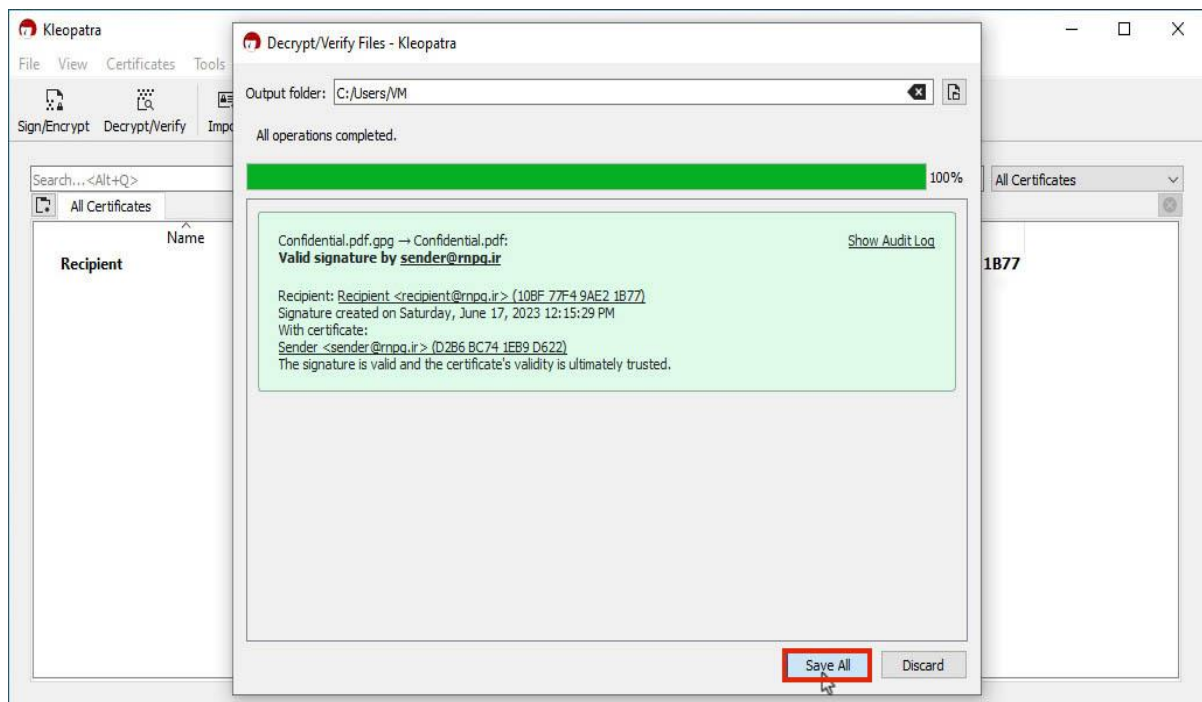 Kleopatra
File View Certificates Tools
Sign/Encrypt Decrypt/Verify Impo
Search...<Alt+Q>
All Certificates
All Certificates
Name
Recipient
1B77
Decrypt/Verify Files - Kleopatra
Output folder: C:/Users/VM
All operations completed.
100%
Confidential.pdf.gpg → Confidential.pdf: Show Audit Log
Valid signature by sender@rnpg.ir
Recipient: Recipient <recipient@rnpg.ir> (10BF 77F4 9AE2 1B77)
Signature created on Saturday, June 17, 2023 12:15:29 PM
With certificate:
Sender <sender@rnpg.ir> (D2B6 BC74 1EB9 D622)
The signature is valid and the certificate's validity is ultimately trusted.
Save All Discard